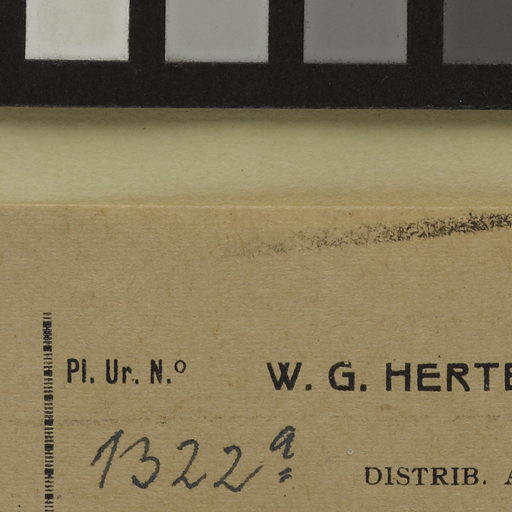 Pl. Ur. N.º W. G. HERTE
1322ª
DISTRIB.